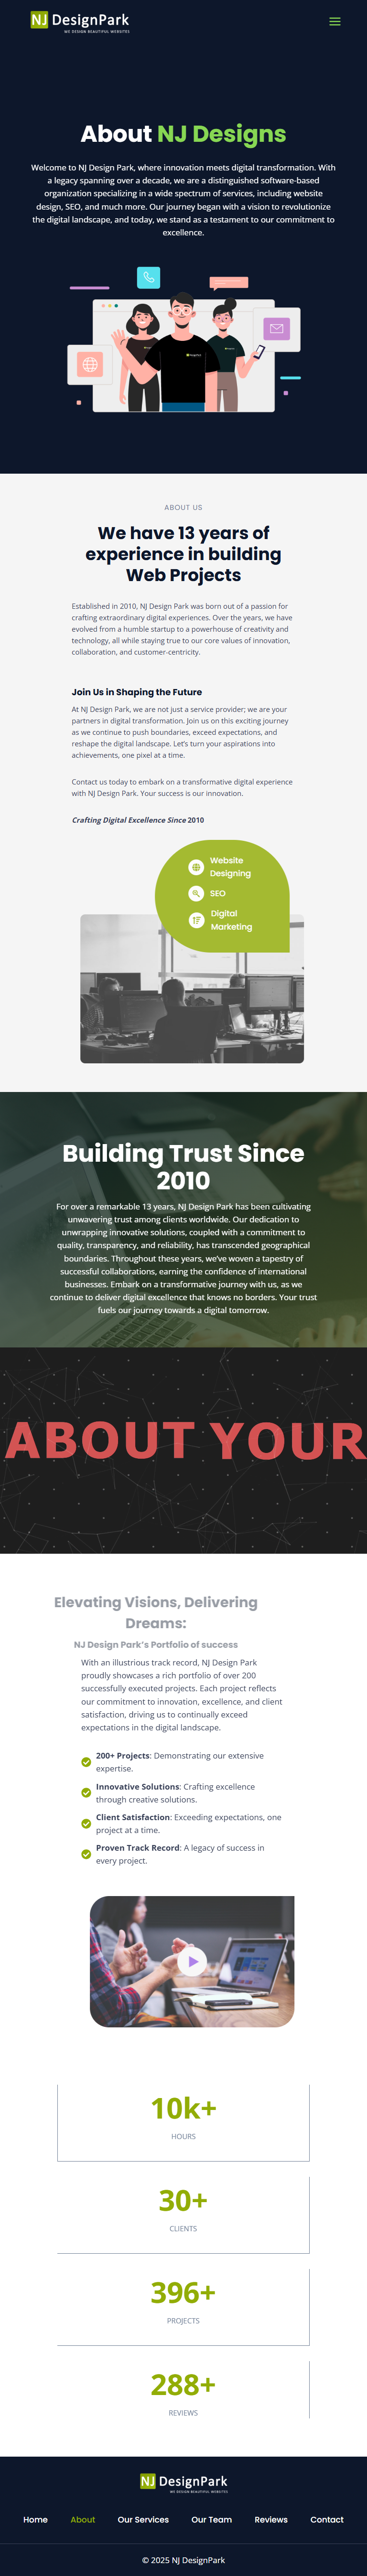 NJ DesignPark
WE DESIGN BEAUTIFUL WEBSITES
About NJ Designs
Welcome to NJ Design Park, where innovation meets digital transformation. With
a legacy spanning over a decade, we are a distinguished software-based
organization specializing in a wide spectrum of services, including website
design, SEO, and much more. Our journey began with a vision to revolutionize
the digital landscape, and today, we stand as a testament to our commitment to
excellence.
ABOUT US
We have 13 years of
experience in building
Web Projects
Established in 2010, NJ Design Park was born out of a passion for
crafting extraordinary digital experiences. Over the years, we have
evolved from a humble startup to a powerhouse of creativity and
technology, all while staying true to our core values of innovation,
collaboration, and customer-centricity.
Join Us in Shaping the Future
At NJ Design Park, we are not just a service provider; we are your
partners in digital transformation. Join us on this exciting journey
as we continue to push boundaries, exceed expectations, and
reshape the digital landscape. Let's turn your aspirations into
achievements, one pixel at a time.
Contact us today to embark on a transformative digital experience
with NJ Design Park. Your success is our innovation.
Crafting Digital Excellence Since 2010
Website
Designing
SEO
Digital
Marketing
Building Trust Since
2010
For over a remarkable 13 years, NJ Design Park has been cultivating
unwavering trust among clients worldwide. Our dedication to
unwrapping innovative solutions, coupled with a commitment to
quality, transparency, and reliability, has transcended geographical
boundaries. Throughout these years, we've woven a tapestry of
successful collaborations, earning the confidence of international
businesses. Embark on a transformative journey with us, as we
continue to deliver digital excellence that knows no borders. Your trust
fuels our journey towards a digital tomorrow.
ABOUT YOUR
Elevating Visions, Delivering
Dreams:
NJ Design Park's Portfolio of success
With an illustrious track record, NJ Design Park
proudly showcases a rich portfolio of over 200
successfully executed projects. Each project reflects
our commitment to innovation, excellence, and client
satisfaction, driving us to continually exceed
expectations in the digital landscape.
200+ Projects: Demonstrating our extensive
expertise.
Innovative Solutions: Crafting excellence
through creative solutions.
Client Satisfaction: Exceeding expectations, one
project at a time.
Proven Track Record: A legacy of success in
every project.
10k+
HOURS
30+
CLIENTS
396+
PROJECTS
288+
REVIEWS
NJ DesignPark
WE DESIGN BEAUTIFUL WEBSITES
Home About Our Services Our Team Reviews Contact
© 2025 NJ DesignPark